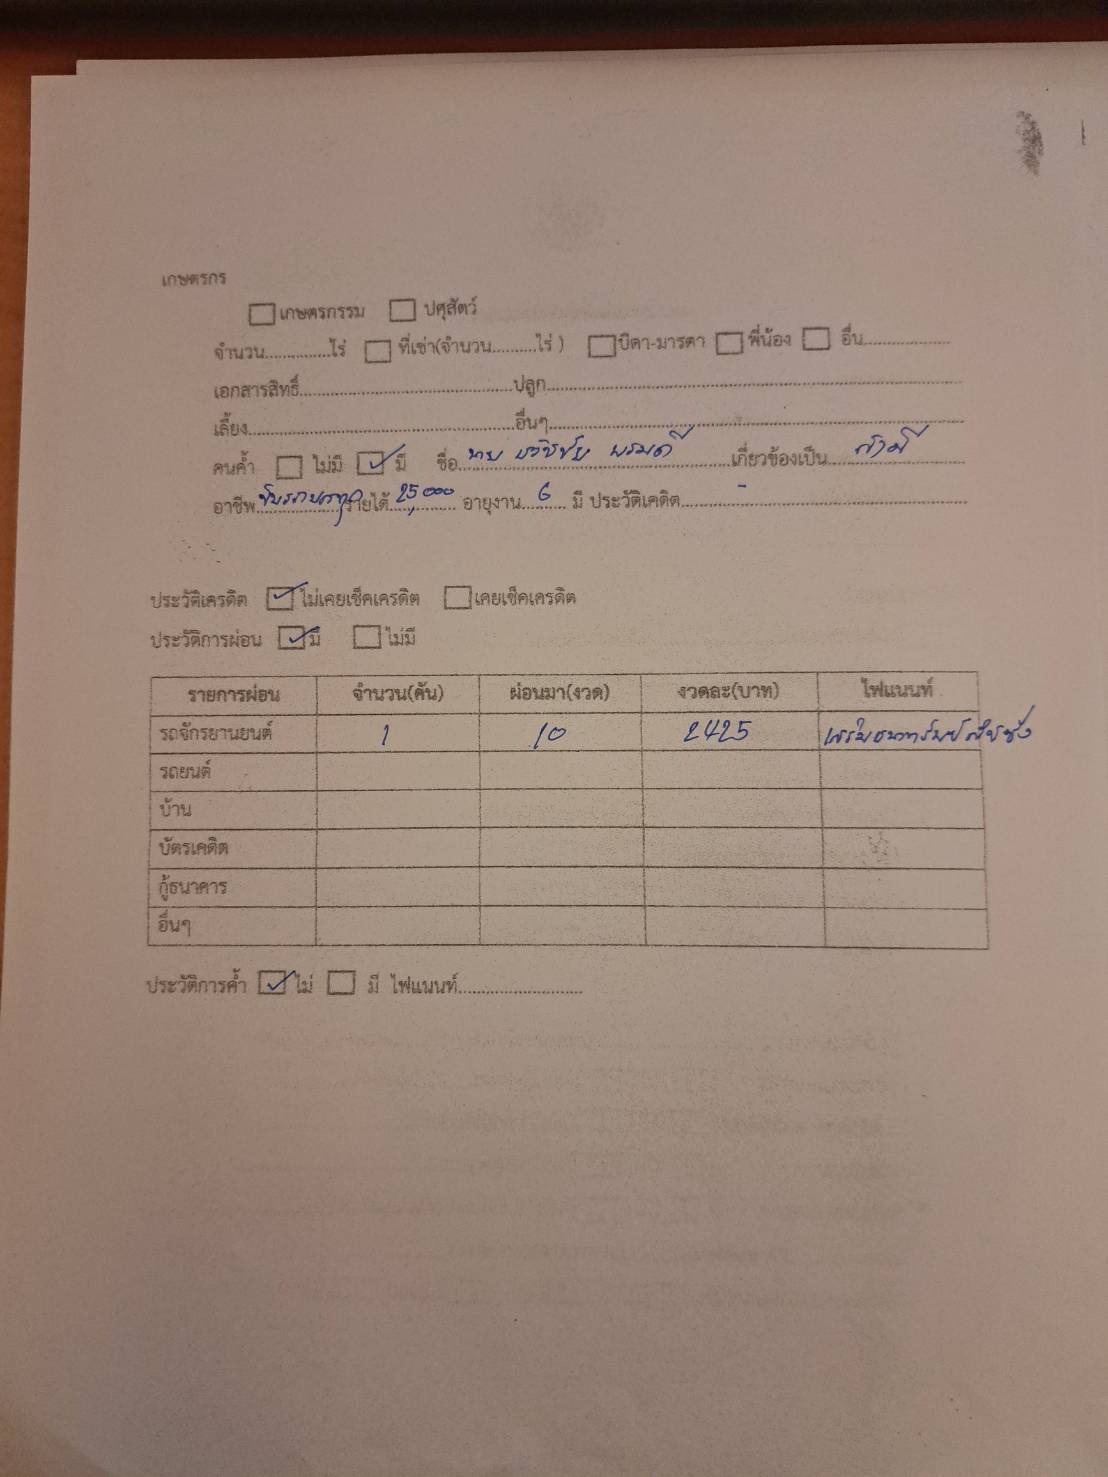 เกษตรกร
☐ เกษตรกรรม ☐ ปศุสัตว์
จำนวน..............ไร่ ☐ ที่เช่า(จำนวน..........ไร่ ) ☐ บิดา-มารดา ☐ พี่น้อง ☐ อื่น....................
เอกสารสิทธิ์..............................ปลูก..............................
เลี้ยง..............................อื่นๆ..............................
คนค้ำ ☐ ไม่มี ☑ มี ชื่อ..นาย พรมดี....เกี่ยวข้องเป็น....สามี....
อาชีพ........รายได้..25,000.. อายุงาน..6.. มี ประวัติเคดิต....-....
ประวัติเครดิต ☑ ไม่เคยเช็คเครดิต ☐ เคยเช็คเครดิต
ประวัติการผ่อน ☑ มี ☐ ไม่มี
รายการผ่อน จำนวน(คัน) ผ่อนมา(งวด) งวดละ(บาท) ไฟแนนท์
รถจักรยานยนต์ 1 10 2425
รถยนต์
บ้าน
บัตรเคดิต
กู้ธนาคาร
อื่นๆ
ประวัติการค้ำ ☑ ไม่ ☐ มี ไฟแนนท์..........................